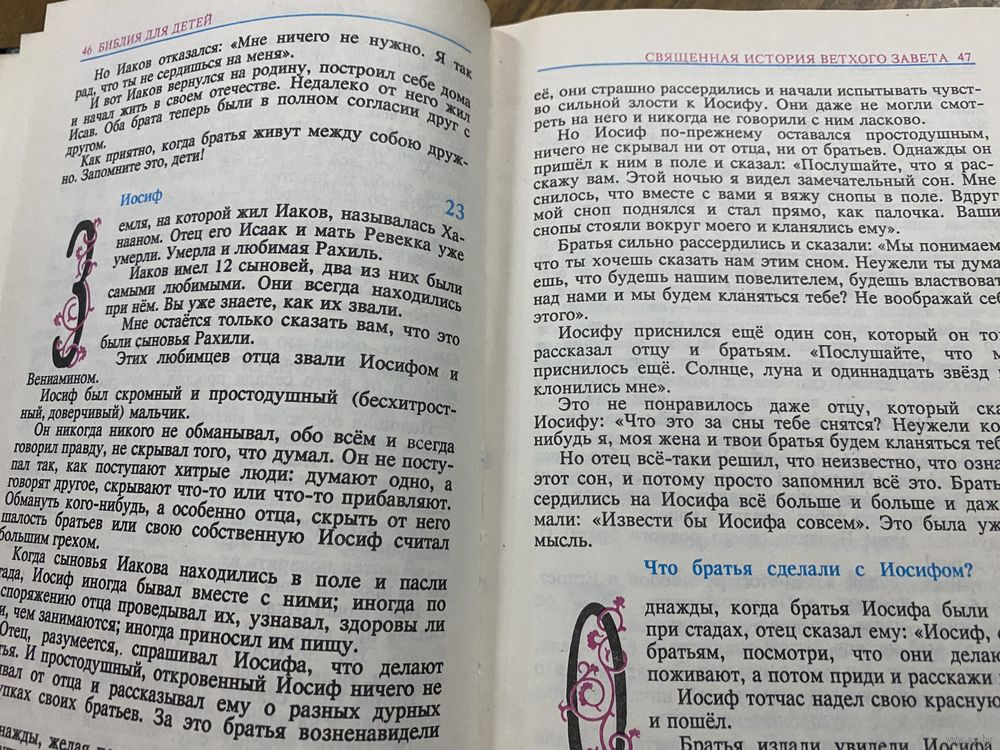 46 БИБЛИЯ ДЛЯ ДЕТЕЙ
Но Иаков отказался: «Мне ничего не нужно. Я так
рад, что ты не сердишься на меня».
И вот Иаков вернулся на родину, построил себе дома
и начал жить в своем отечестве. Недалеко от него жил
Исав. Оба брата теперь были в полном согласии друг с
другом.
Как приятно, когда братья живут между собою друж-
но. Запомните это, дети!
Иосиф
23
Земля, на которой жил Иаков, называлась Ха-
нааном. Отец его Исаак и мать Ревекка уже
умерли. Умерла и любимая Рахиль.
Иаков имел 12 сыновей, два из них были
самыми любимыми. Они всегда находились
при нём. Вы уже знаете, как их звали.
Мне остаётся только сказать вам, что это
были сыновья Рахили.
Этих любимцев отца звали Иосифом и
Вениамином.
Иосиф был скромный и простодушный (бесхитрост-
ный, доверчивый) мальчик.
Он никогда никого не обманывал, обо всём и всегда
говорил правду, не скрывал того, что думал. Он не посту-
пал так, как поступают хитрые люди: думают одно, а
говорят другое, скрывают что-то или что-то прибавляют.
Обмануть кого-нибудь, а особенно отца, скрыть от него
шалость братьев или свою собственную Иосиф считал
большим грехом.
Когда сыновья Иакова находились в поле и пасли
тада, Иосиф иногда бывал вместе с ними; иногда по
споряжению отца проведывал их, узнавал, здоровы ли
и, чем занимаются; иногда приносил им пищу.
Отец, разумеется, спрашивал Иосифа, что делают
тья. И простодушный, откровенный Иосиф ничего не
вал от отца и рассказывал ему о разных дурных
упках своих братьев. За это братья возненавидели
нажды, желая
СВЯЩЕННАЯ ИСТОРИЯ ВЕТХОГО ЗАВЕТА 47
её, они страшно рассердились и начали испытывать чувст-
во сильной злости к Иосифу. Они даже не могли смот-
реть на него и никогда не говорили с ним ласково.
Но Иосиф по-прежнему оставался простодушным,
ничего не скрывал ни от отца, ни от братьев. Однажды он
пришёл к ним в поле и сказал: «Послушайте, что я рас-
скажу вам. Этой ночью я видел замечательный сон. Мне
снилось, что вместе с вами я вяжу снопы в поле. Вдруг
мой сноп поднялся и стал прямо, как палочка. Ваши
снопы стояли вокруг моего и кланялись ему».
Братья сильно рассердились и сказали: «Мы понимаем
что ты хочешь сказать нам этим сном. Неужели ты дума
ешь, что будешь нашим повелителем, будешь властвоват
над нами и мы будем кланяться тебе? Не воображай себ
этого».
Иосифу приснился ещё один сон, который он то
рассказал отцу и братьям. «Послушайте, что м
приснилось ещё. Солнце, луна и одиннадцать звёзд
клонились мне».
Это не понравилось даже отцу, который ска
Иосифу: «Что это за сны тебе снятся? Неужели ко
нибудь я, моя жена и твои братья будем кланяться теб
Но отец всё-таки решил, что неизвестно, что озна
этот сон, и потому просто запомнил всё это. Брать
сердились на Иосифа всё больше и больше и даж
мали: «Извести бы Иосифа совсем». Это была уж
мысль.
Что братья сделали с Иосифом?
Однажды, когда братья Иосифа были
при стадах, отец сказал ему: «Иосиф,
братьям, посмотри, что они делаю
поживают, а потом приди и расскажи
Иосиф тотчас надел свою красную
и пошёл.
Братья издали увидели Иосифа